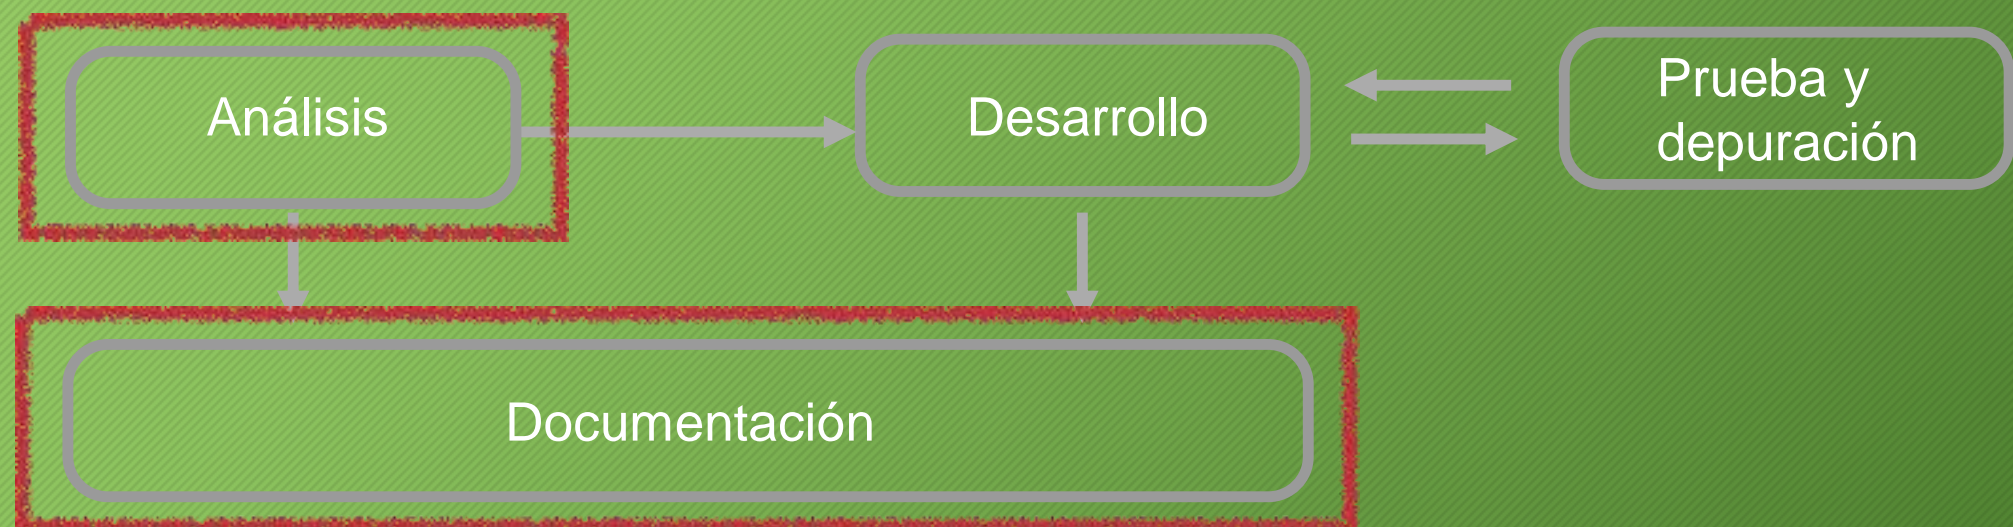 Análisis
Desarrollo
Prueba y
depuración
Documentación